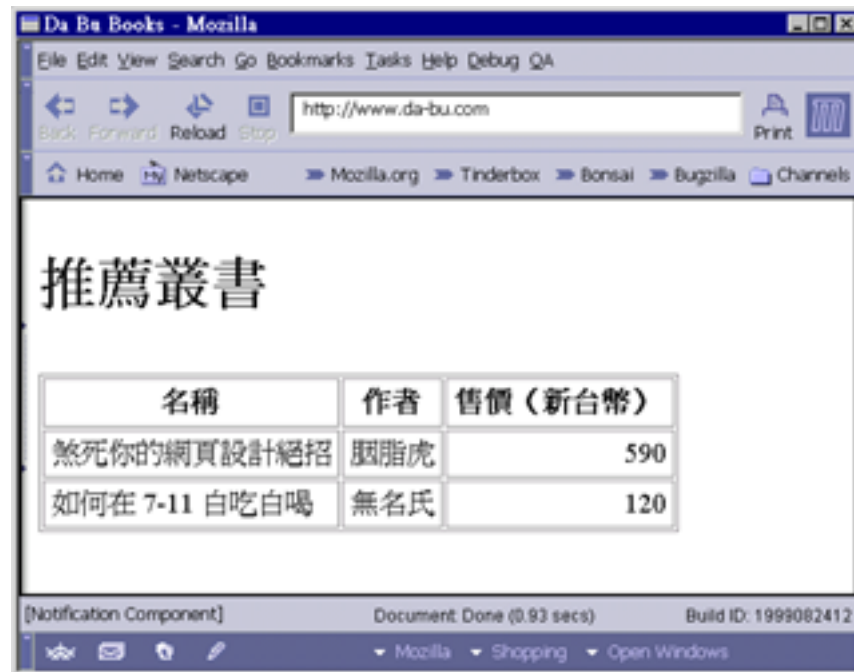 Da Bu Books - Mozilla
File Edit View Search Go Bookmarks Tasks Help Debug QA
http://www.da-bu.com
Back Forward Reload Stop Print
Home Netscape Mozilla.org Tinderbox Bonsai Bugzilla Channels
推薦叢書
名稱 作者 售價（新台幣）
煞死你的網頁設計絕招 胭脂虎 590
如何在 7-11 白吃白喝 無名氏 120
[Notification Component] Document: Done (0.93 secs) Build ID: 1999082412
Mozilla Shopping Open Windows